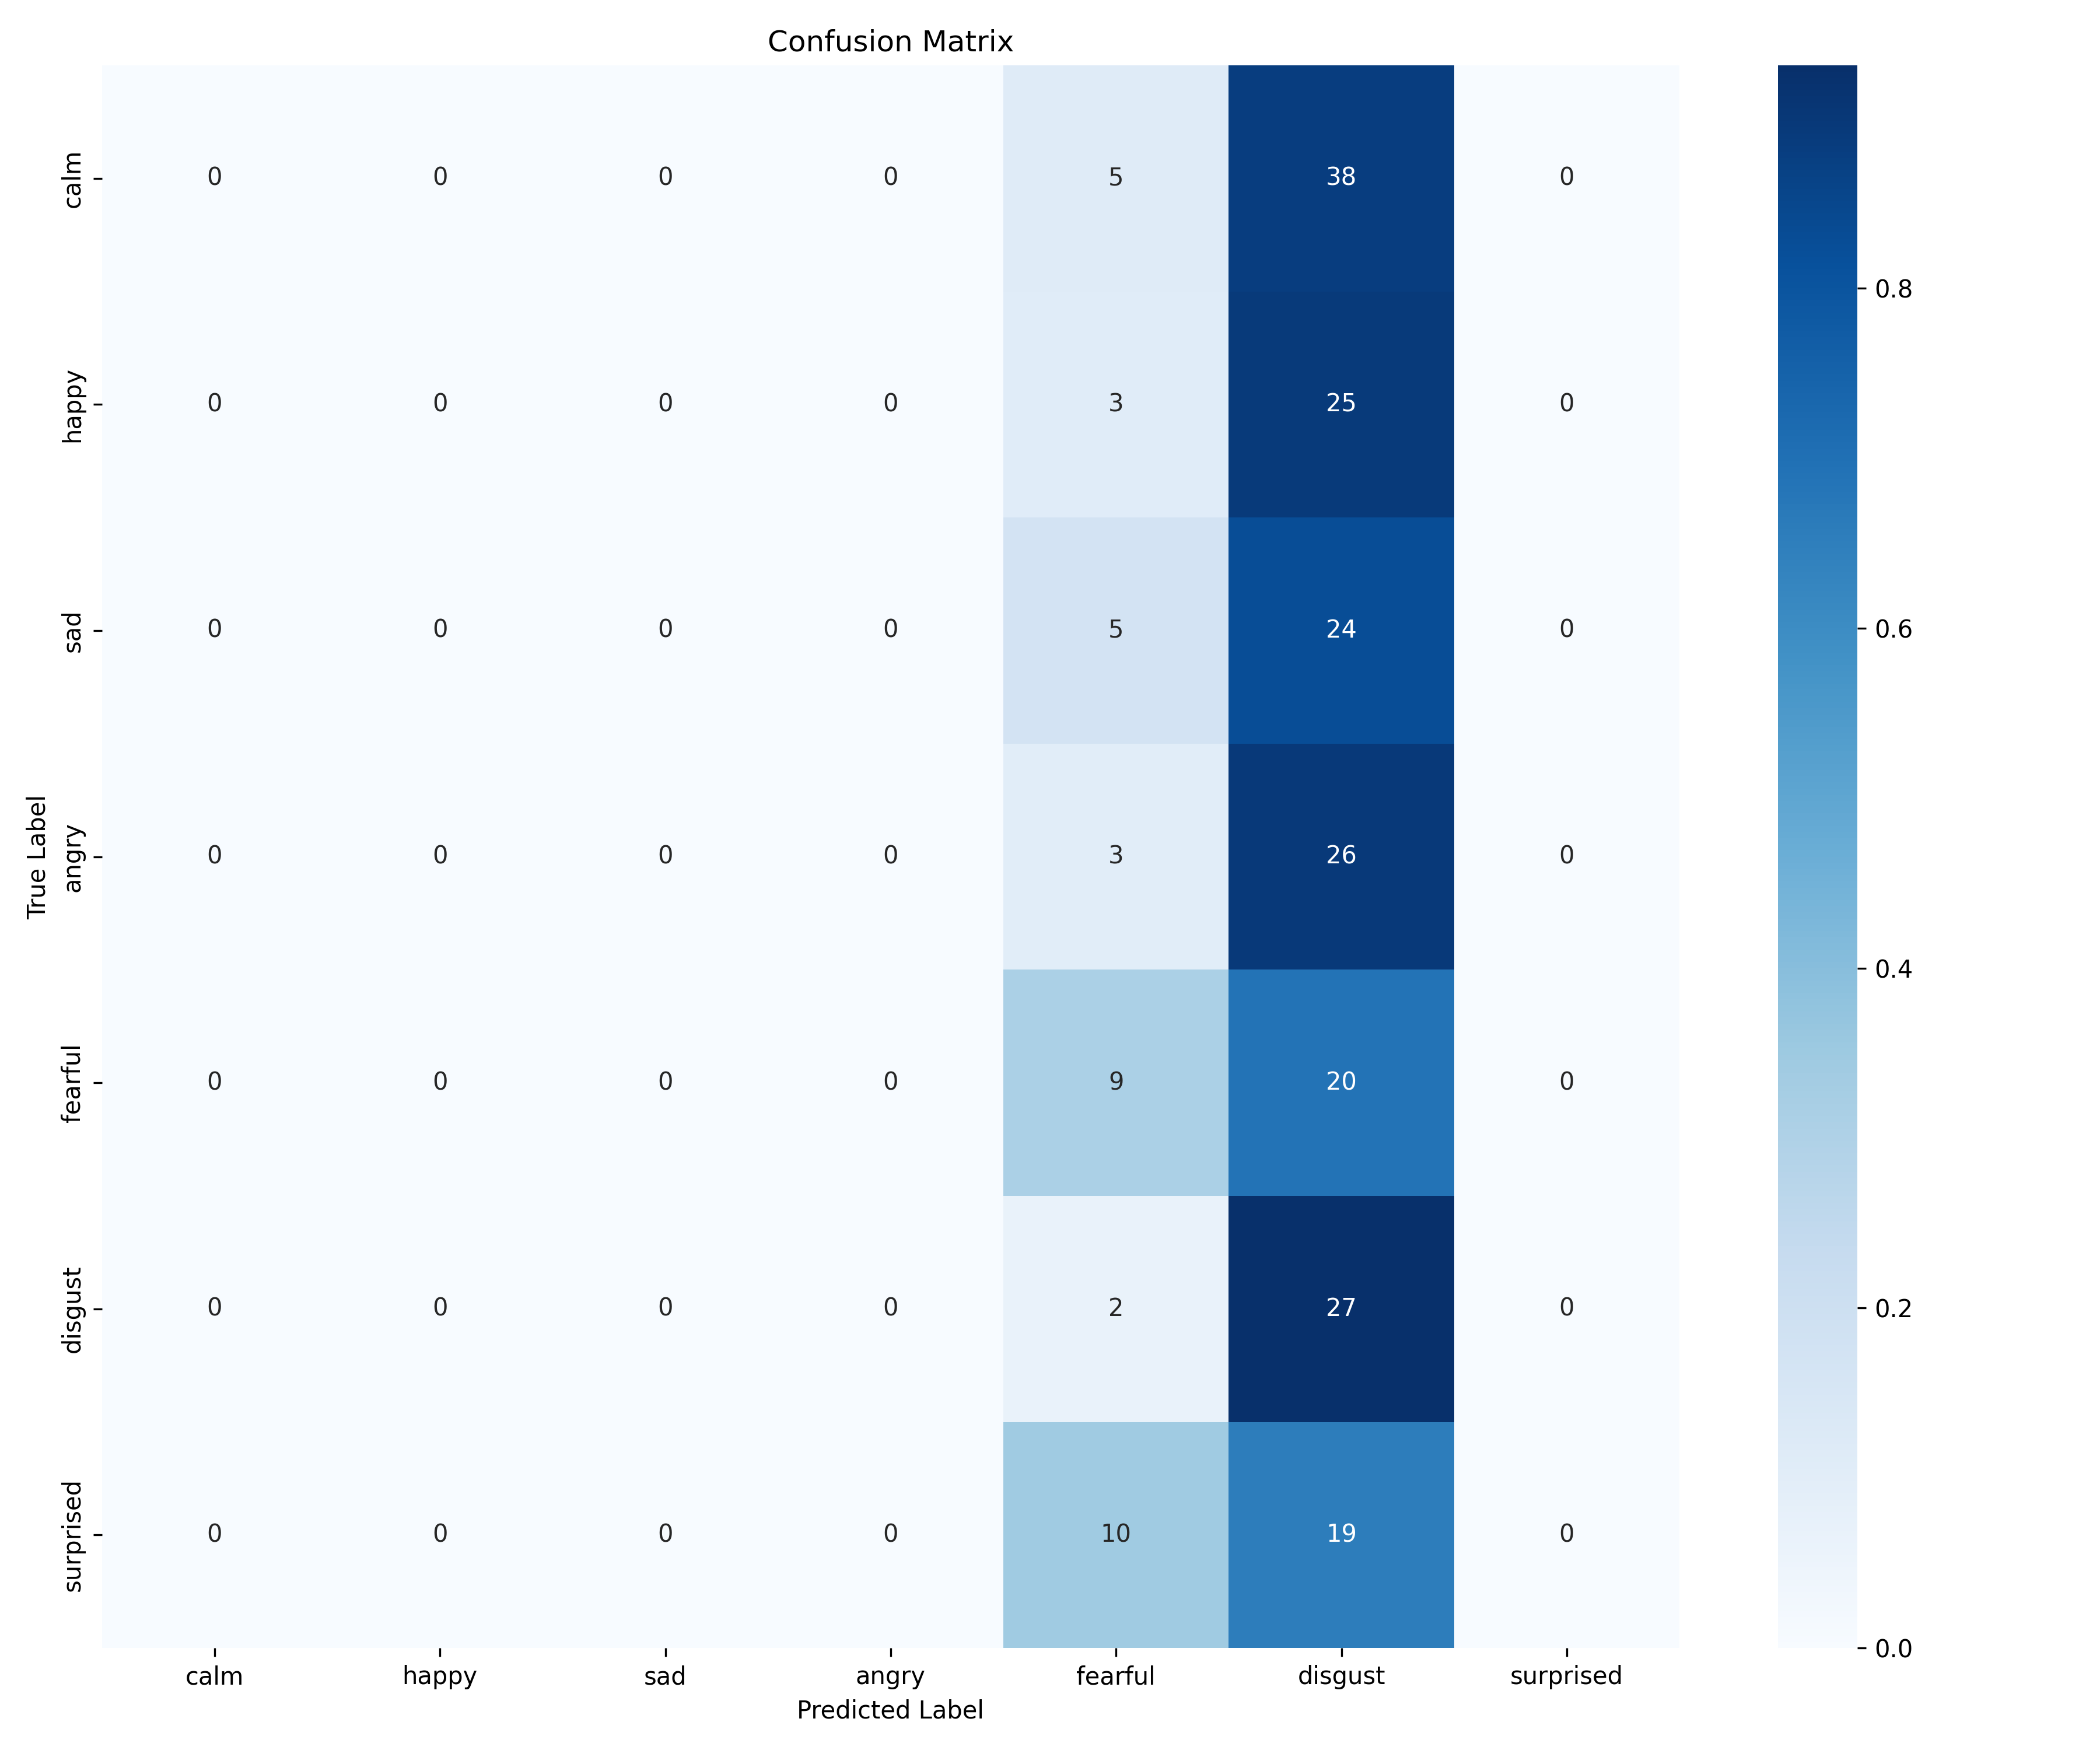 Confusion Matrix
calm 0 0 0 0 5 38 0
happy 0 0 0 0 3 25 0
sad 0 0 0 0 5 24 0
angry 0 0 0 0 3 26 0
fearful 0 0 0 0 9 20 0
disgust 0 0 0 0 2 27 0
surprised 0 0 0 0 10 19 0
True Label
calm happy sad angry fearful disgust surprised
Predicted Label
0.8
0.6
0.4
0.2
0.0